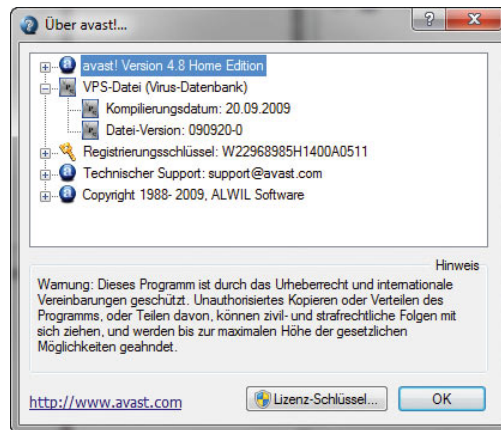 Über avast!...
avast! Version 4.8 Home Edition
VPS-Datei (Virus-Datenbank)
Kompilierungsdatum: 20.09.2009
Datei-Version: 090920-0
Registrierungsschlüssel: W22968985H1400A0511
Technischer Support: support@avast.com
Copyright 1988- 2009, ALWIL Software
Hinweis
Warnung: Dieses Programm ist durch das Urheberrecht und internationale
Vereinbarungen geschützt. Unauthorisiertes Kopieren oder Verteilen des
Programms, oder Teilen davon, können zivil- und strafrechtliche Folgen mit
sich ziehen, und werden bis zur maximalen Höhe der gesetzlichen
Möglichkeiten geahndet.
http://www.avast.com
Lizenz-Schlüssel...
OK